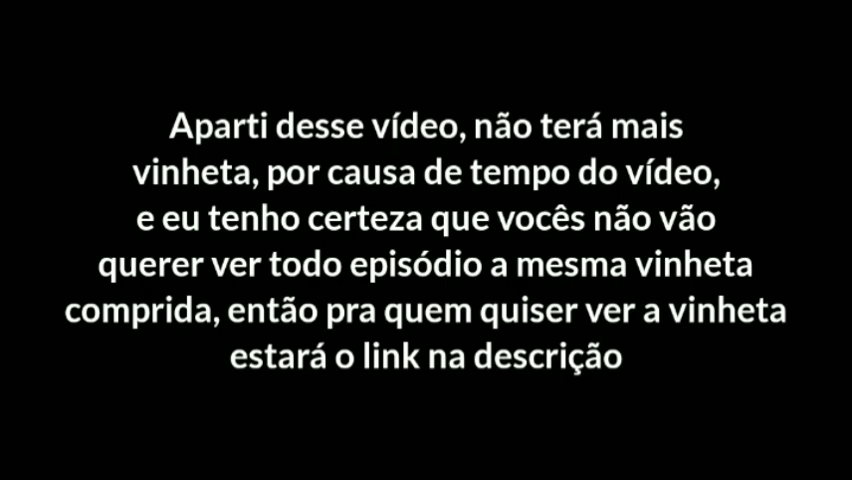 Aparti desse vídeo, não terá mais
vinheta, por causa de tempo do vídeo,
e eu tenho certeza que vocês não vão
querer ver todo episódio a mesma vinheta
comprida, então pra quem quiser ver a vinheta
estará o link na descrição